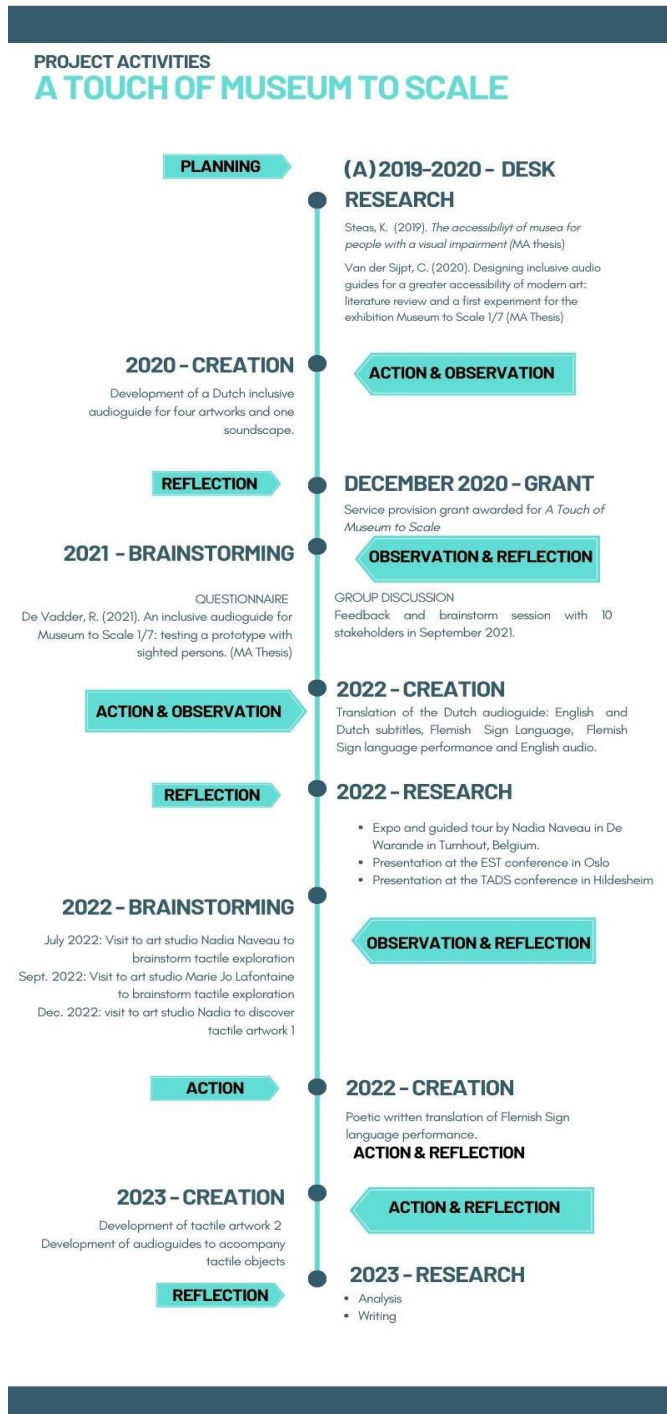 PROJECT ACTIVITIES
A TOUCH OF MUSEUM TO SCALE
PLANNING
(A) 2019-2020 - DESK
RESEARCH
Steas, K. (2019). The accessibiliyt of musea for
people with a visual impairment (MA thesis)
Van der Sijpt, C. (2020). Designing inclusive audio
guides for a greater accessibility of modern art:
literature review and a first experiment for the
exhibition Museum to Scale 1/7 (MA Thesis)
2020 - CREATION
Development of a Dutch inclusive
audioguide for four artworks and one
soundscape.
ACTION & OBSERVATION
REFLECTION
DECEMBER 2020 - GRANT
Service provision grant awarded for A Touch of
Museum to Scale
2021 - BRAINSTORMING
OBSERVATION & REFLECTION
QUESTIONNAIRE
De Vadder, R. (2021). An inclusive audioguide for
Museum to Scale 1/7: testing a prototype with
sighted persons. (MA Thesis)
GROUP DISCUSSION
Feedback and brainstorm session with 10
stakeholders in September 2021.
ACTION & OBSERVATION
2022 - CREATION
Translation of the Dutch audioguide: English and
Dutch subtitles, Flemish Sign Language, Flemish
Sign language performance and English audio.
REFLECTION
2022 - RESEARCH
• Expo and guided tour by Nadia Naveau in De
Warande in Turnhout, Belgium.
• Presentation at the EST conference in Oslo
• Presentation at the TADS conference in Hildesheim
2022 - BRAINSTORMING
July 2022: Visit to art studio Nadia Naveau to
brainstorm tactile exploration
Sept. 2022: Visit to art studio Marie Jo Lafontaine
to brainstorm tactile exploration
Dec. 2022: visit to art studio Nadia to discover
tactile artwork 1
OBSERVATION & REFLECTION
ACTION
2022 - CREATION
Poetic written translation of Flemish Sign
language performance.
ACTION & REFLECTION
2023 - CREATION
Development of tactile artwork 2
Development of audioguides to acoompany
tactile objects
ACTION & REFLECTION
REFLECTION
2023 - RESEARCH
• Analysis
• Writing